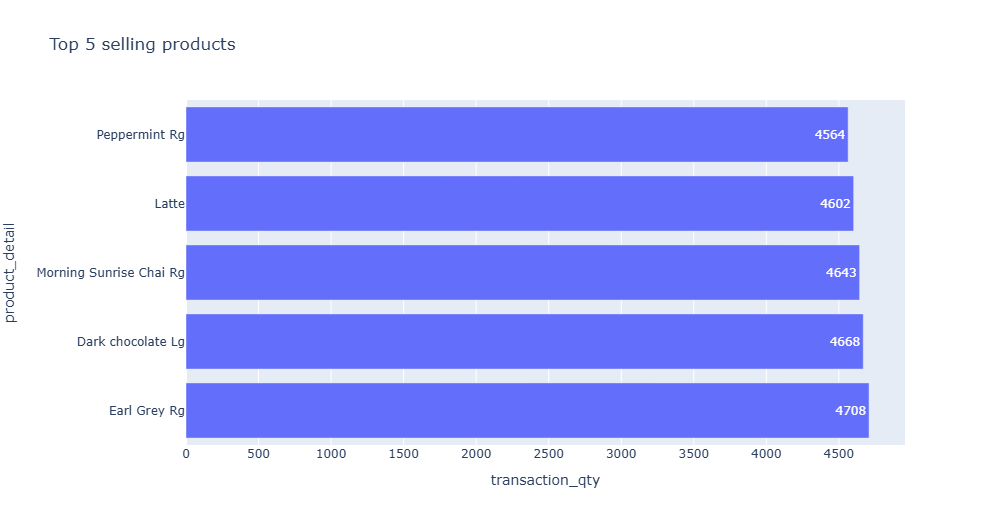 Top 5 selling products
product_detail
Peppermint Rg 4564
Latte 4602
Morning Sunrise Chai Rg 4643
Dark chocolate Lg 4668
Earl Grey Rg 4708
0 500 1000 1500 2000 2500 3000 3500 4000 4500
transaction_qty